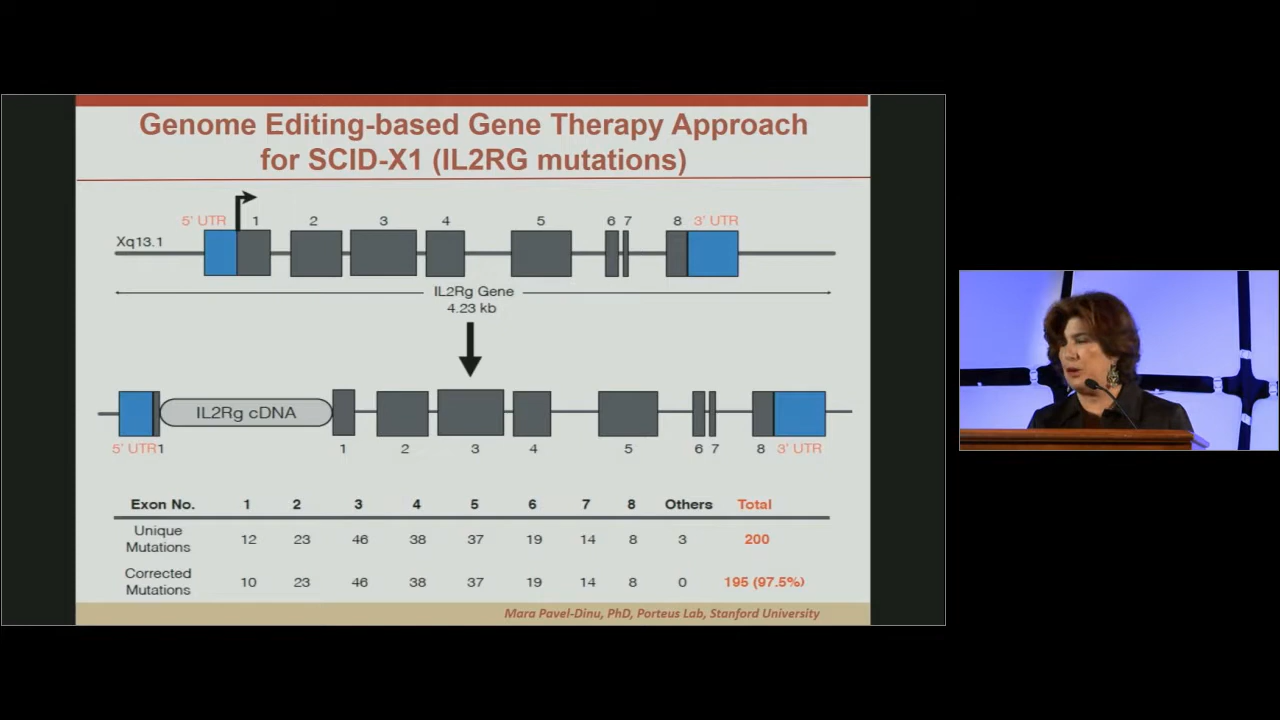 Genome Editing-based Gene Therapy Approach
for SCID-X1 (IL2RG mutations)
5' UTR 1 2 3 4 5 6 7 8 3' UTR
Xq13.1
IL2Rg Gene
4.23 kb
IL2Rg cDNA
5' UTR 1 1 2 3 4 5 6 7 8 3' UTR
Exon No. 1 2 3 4 5 6 7 8 Others Total
Unique
Mutations 12 23 46 38 37 19 14 8 3 200
Corrected
Mutations 10 23 46 38 37 19 14 8 0 195 (97.5%)
Mara Pavel-Dinu, PhD, Porteus Lab, Stanford University